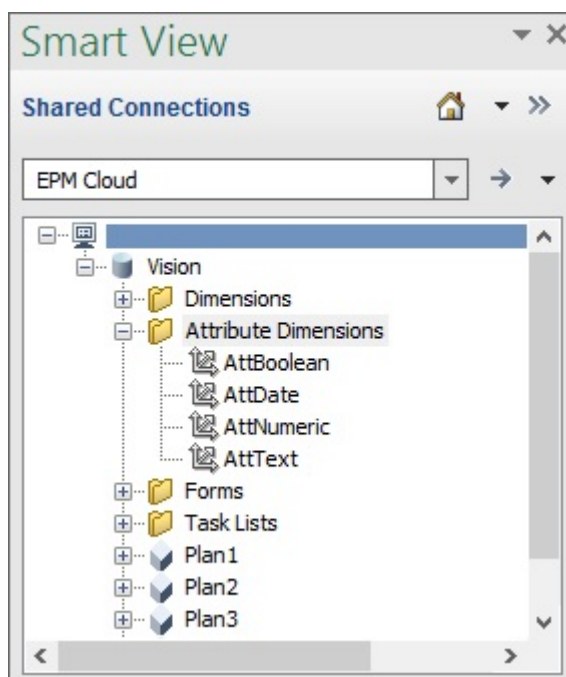 Smart View
Shared Connections
EPM Cloud
Vision
Dimensions
Attribute Dimensions
AttBoolean
AttDate
AttNumeric
AttText
Forms
Task Lists
Plan1
Plan2
Plan3